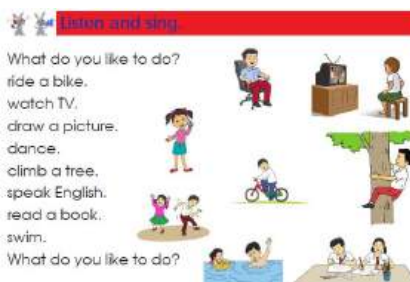 Listen and sing.
What do you like to do?
ride a bike.
watch TV.
draw a picture.
dance.
climb a tree.
speak English.
read a book.
swim.
What do you like to do?